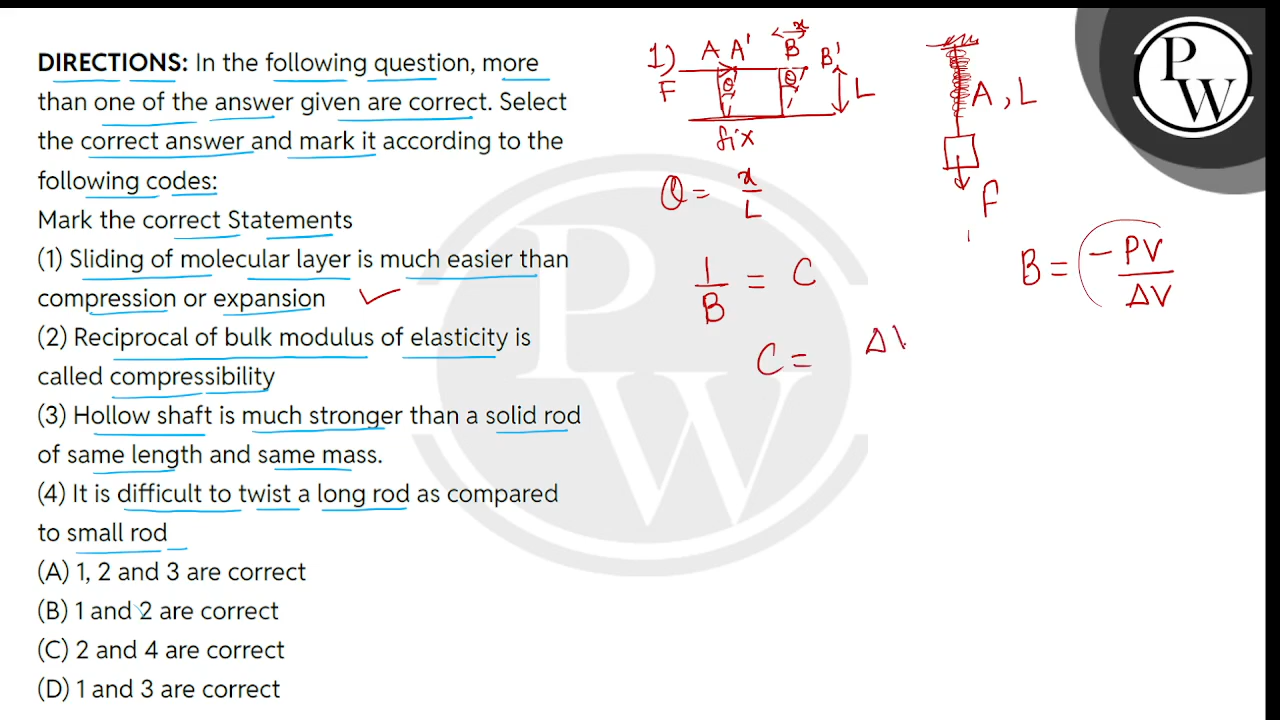 DIRECTIONS: In the following question, more
than one of the answer given are correct. Select
the correct answer and mark it according to the
following codes:
Mark the correct Statements
(1) Sliding of molecular layer is much easier than
compression or expansion
(2) Reciprocal of bulk modulus of elasticity is
called compressibility
(3) Hollow shaft is much stronger than a solid rod
of same length and same mass.
(4) It is difficult to twist a long rod as compared
to small rod
(A) 1, 2 and 3 are correct
(B) 1 and 2 are correct
(C) 2 and 4 are correct
(D) 1 and 3 are correct
x
1) A A' B B'
F θ θ L
fix
θ = x/L
1/B = C
C = Δ
A, L
F
B = -PV/ΔV
PW
PW